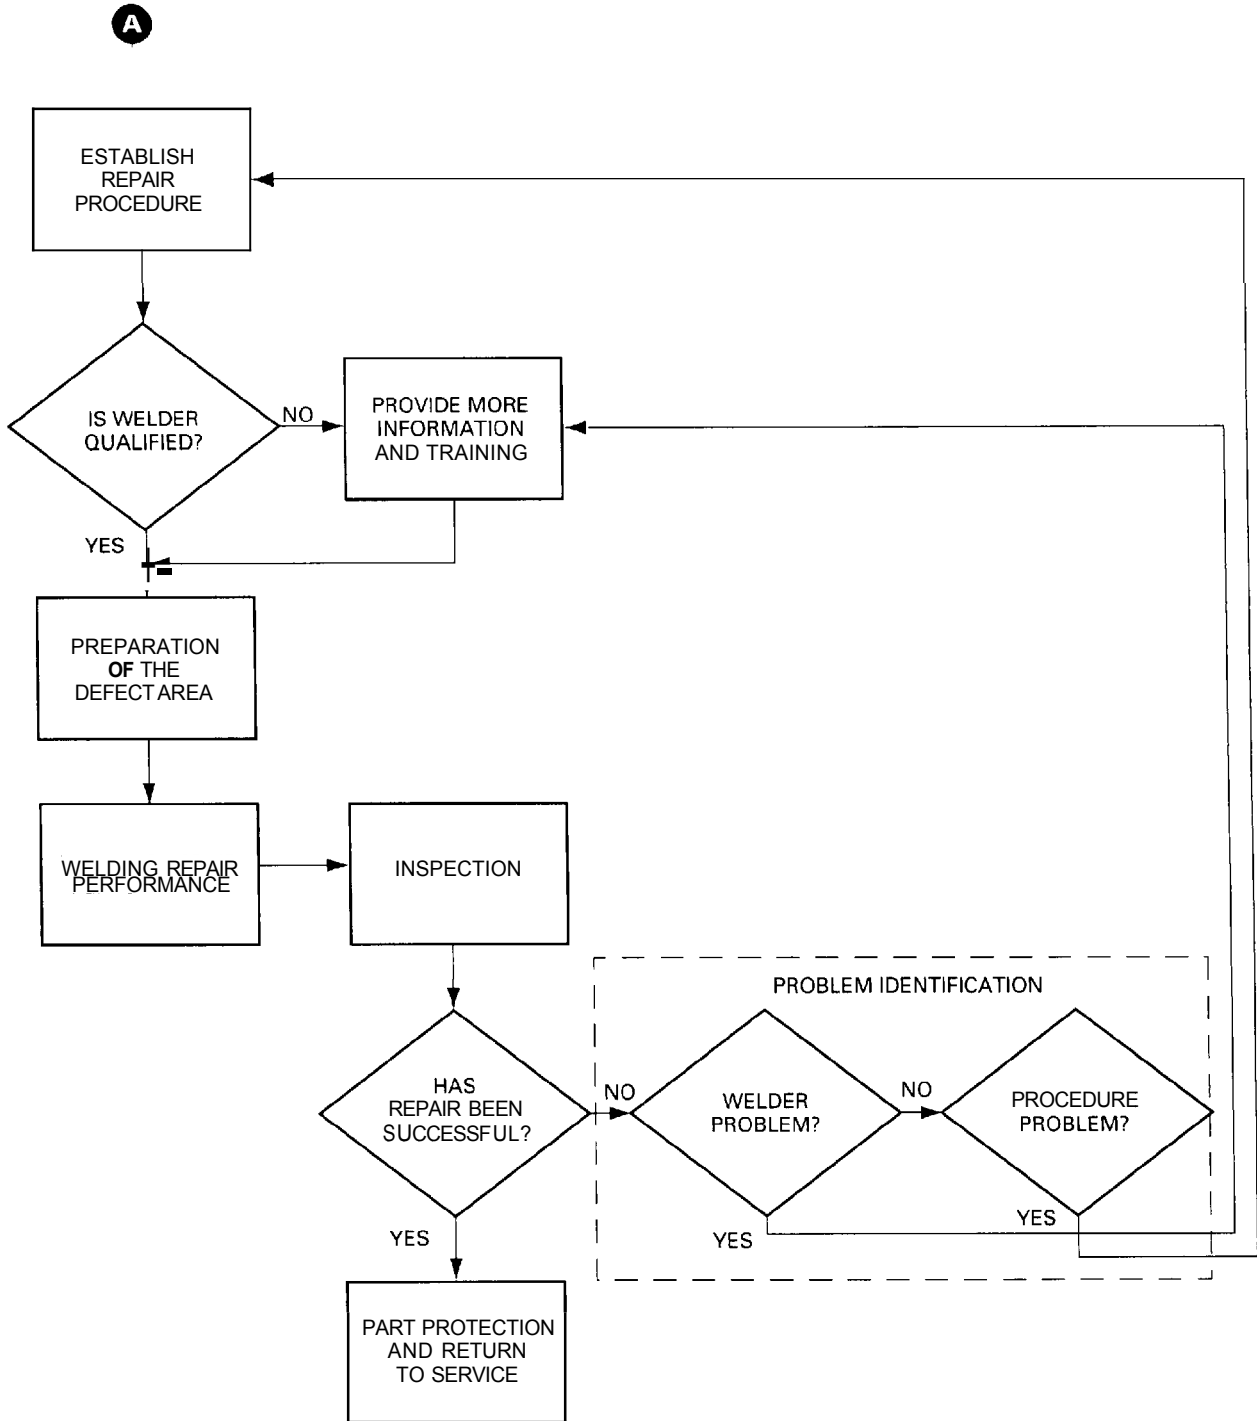 A
ESTABLISH
REPAIR
PROCEDURE
IS WELDER
QUALIFIED?
NO
PROVIDE MORE
INFORMATION
AND TRAINING
YES
PREPARATION
OF THE
DEFECT AREA
WELDING REPAIR
PERFORMANCE
INSPECTION
PROBLEM IDENTIFICATION
HAS
REPAIR BEEN
SUCCESSFUL?
NO
WELDER
PROBLEM?
NO
PROCEDURE
PROBLEM?
YES
YES
YES
PART PROTECTION
AND RETURN
TO SERVICE